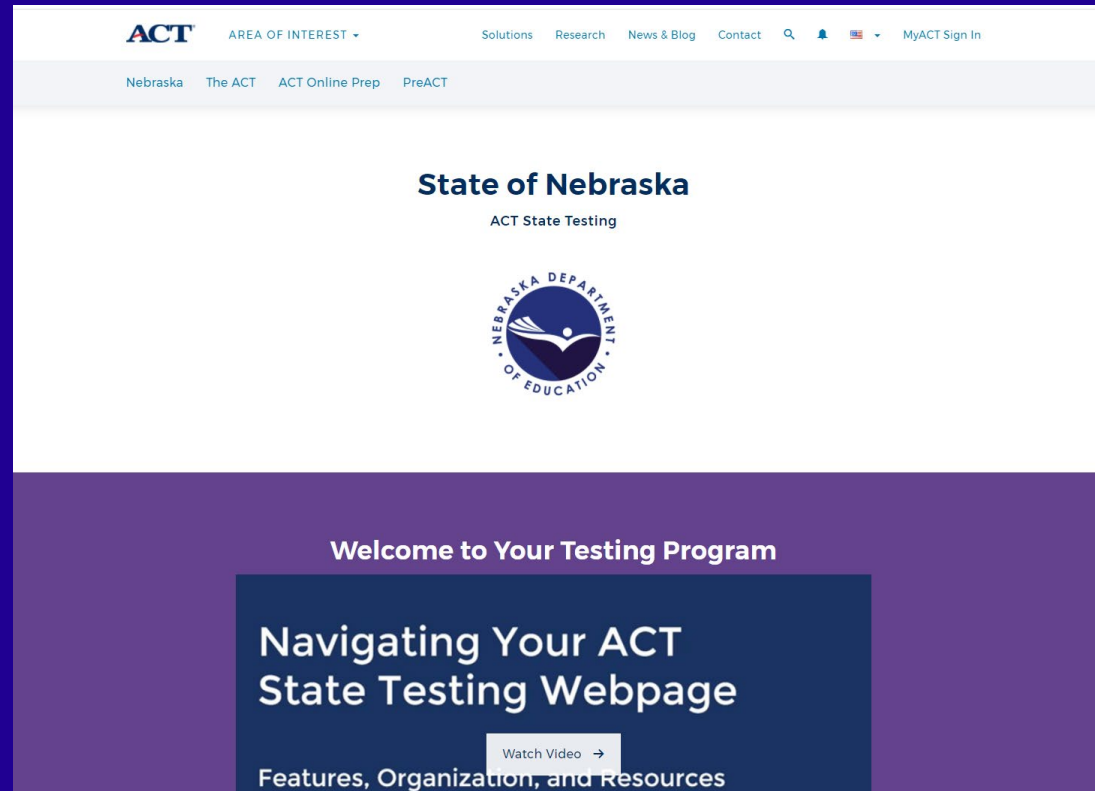 ACT AREA OF INTEREST Solutions Research News & Blog Contact MyACT Sign In
Nebraska The ACT ACT Online Prep PreACT
State of Nebraska
ACT State Testing
NEBRASKA DEPARTMENT
OF EDUCATION
Welcome to Your Testing Program
Navigating Your ACT
State Testing Webpage
Watch Video →
Features, Organization, and Resources